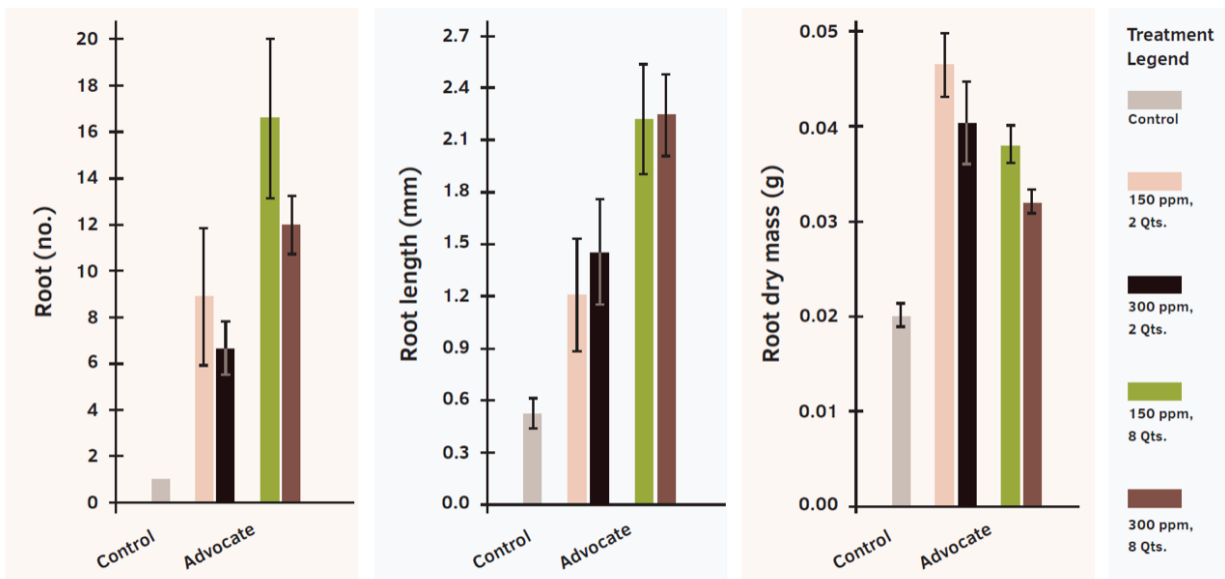 Root (no.)
20
18
16
14
12
10
8
6
4
2
0
Control
Advocate
Root length (mm)
2.7
2.4
2.1
1.8
1.5
1.2
0.9
0.6
0.3
0.0
Control
Advocate
Root dry mass (g)
0.05
0.04
0.03
0.02
0.01
0.00
Control
Advocate
Treatment
Legend
Control
150 ppm,
2 Qts.
300 ppm,
2 Qts.
150 ppm,
8 Qts.
300 ppm,
8 Qts.